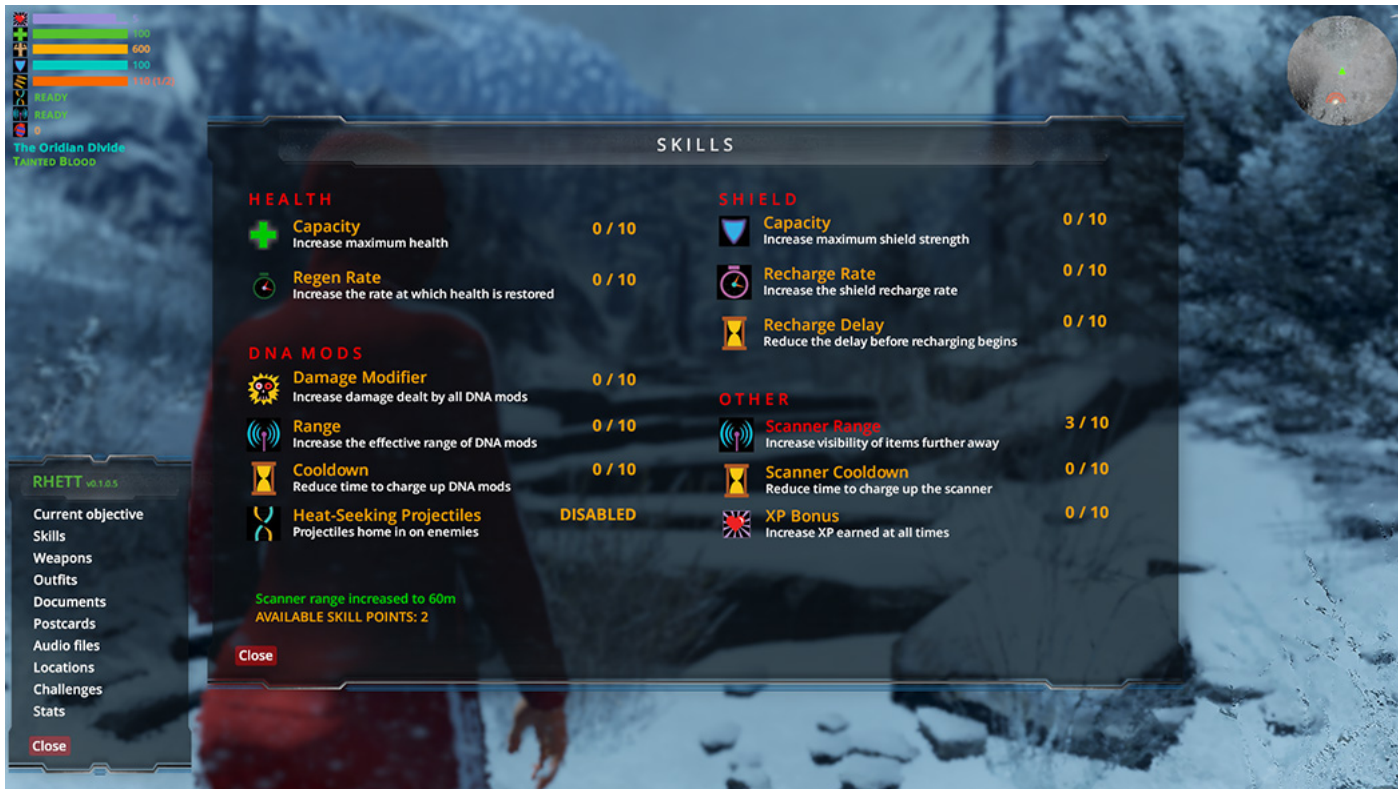 5
100
600
100
110 (1/2)
READY
READY
0
The Oridian Divide
TAINTED BLOOD
SKILLS
HEALTH
Capacity 0 / 10
Increase maximum health
Regen Rate 0 / 10
Increase the rate at which health is restored
DNA MODS
Damage Modifier 0 / 10
Increase damage dealt by all DNA mods
Range 0 / 10
Increase the effective range of DNA mods
Cooldown 0 / 10
Reduce time to charge up DNA mods
Heat-Seeking Projectiles DISABLED
Projectiles home in on enemies
SHIELD
Capacity 0 / 10
Increase maximum shield strength
Recharge Rate 0 / 10
Increase the shield recharge rate
Recharge Delay 0 / 10
Reduce the delay before recharging begins
OTHER
Scanner Range 3 / 10
Increase visibility of items further away
Scanner Cooldown 0 / 10
Reduce time to charge up the scanner
XP Bonus 0 / 10
Increase XP earned at all times
Scanner range increased to 60m
AVAILABLE SKILL POINTS: 2
Close
RHETT v0.1.0.5
Current objective
Skills
Weapons
Outfits
Documents
Postcards
Audio files
Locations
Challenges
Stats
Close